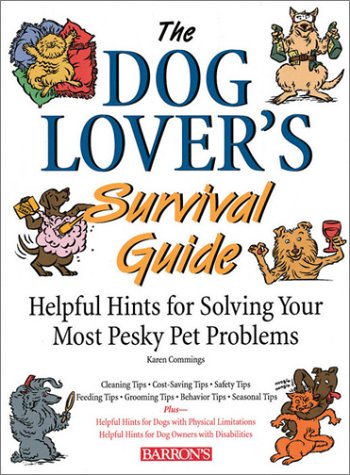 The
DOG
LOVER'S
Survival
Guide
Helpful Hints for Solving Your
Most Pesky Pet Problems
Karen Commings
Cleaning Tips • Cost-Saving Tips • Safety Tips
Feeding Tips • Grooming Tips • Behavior Tips • Seasonal Tips
Plus—
Helpful Hints for Dogs with Physical Limitations
Helpful Hints for Dog Owners with Disabilities
BARRON'S